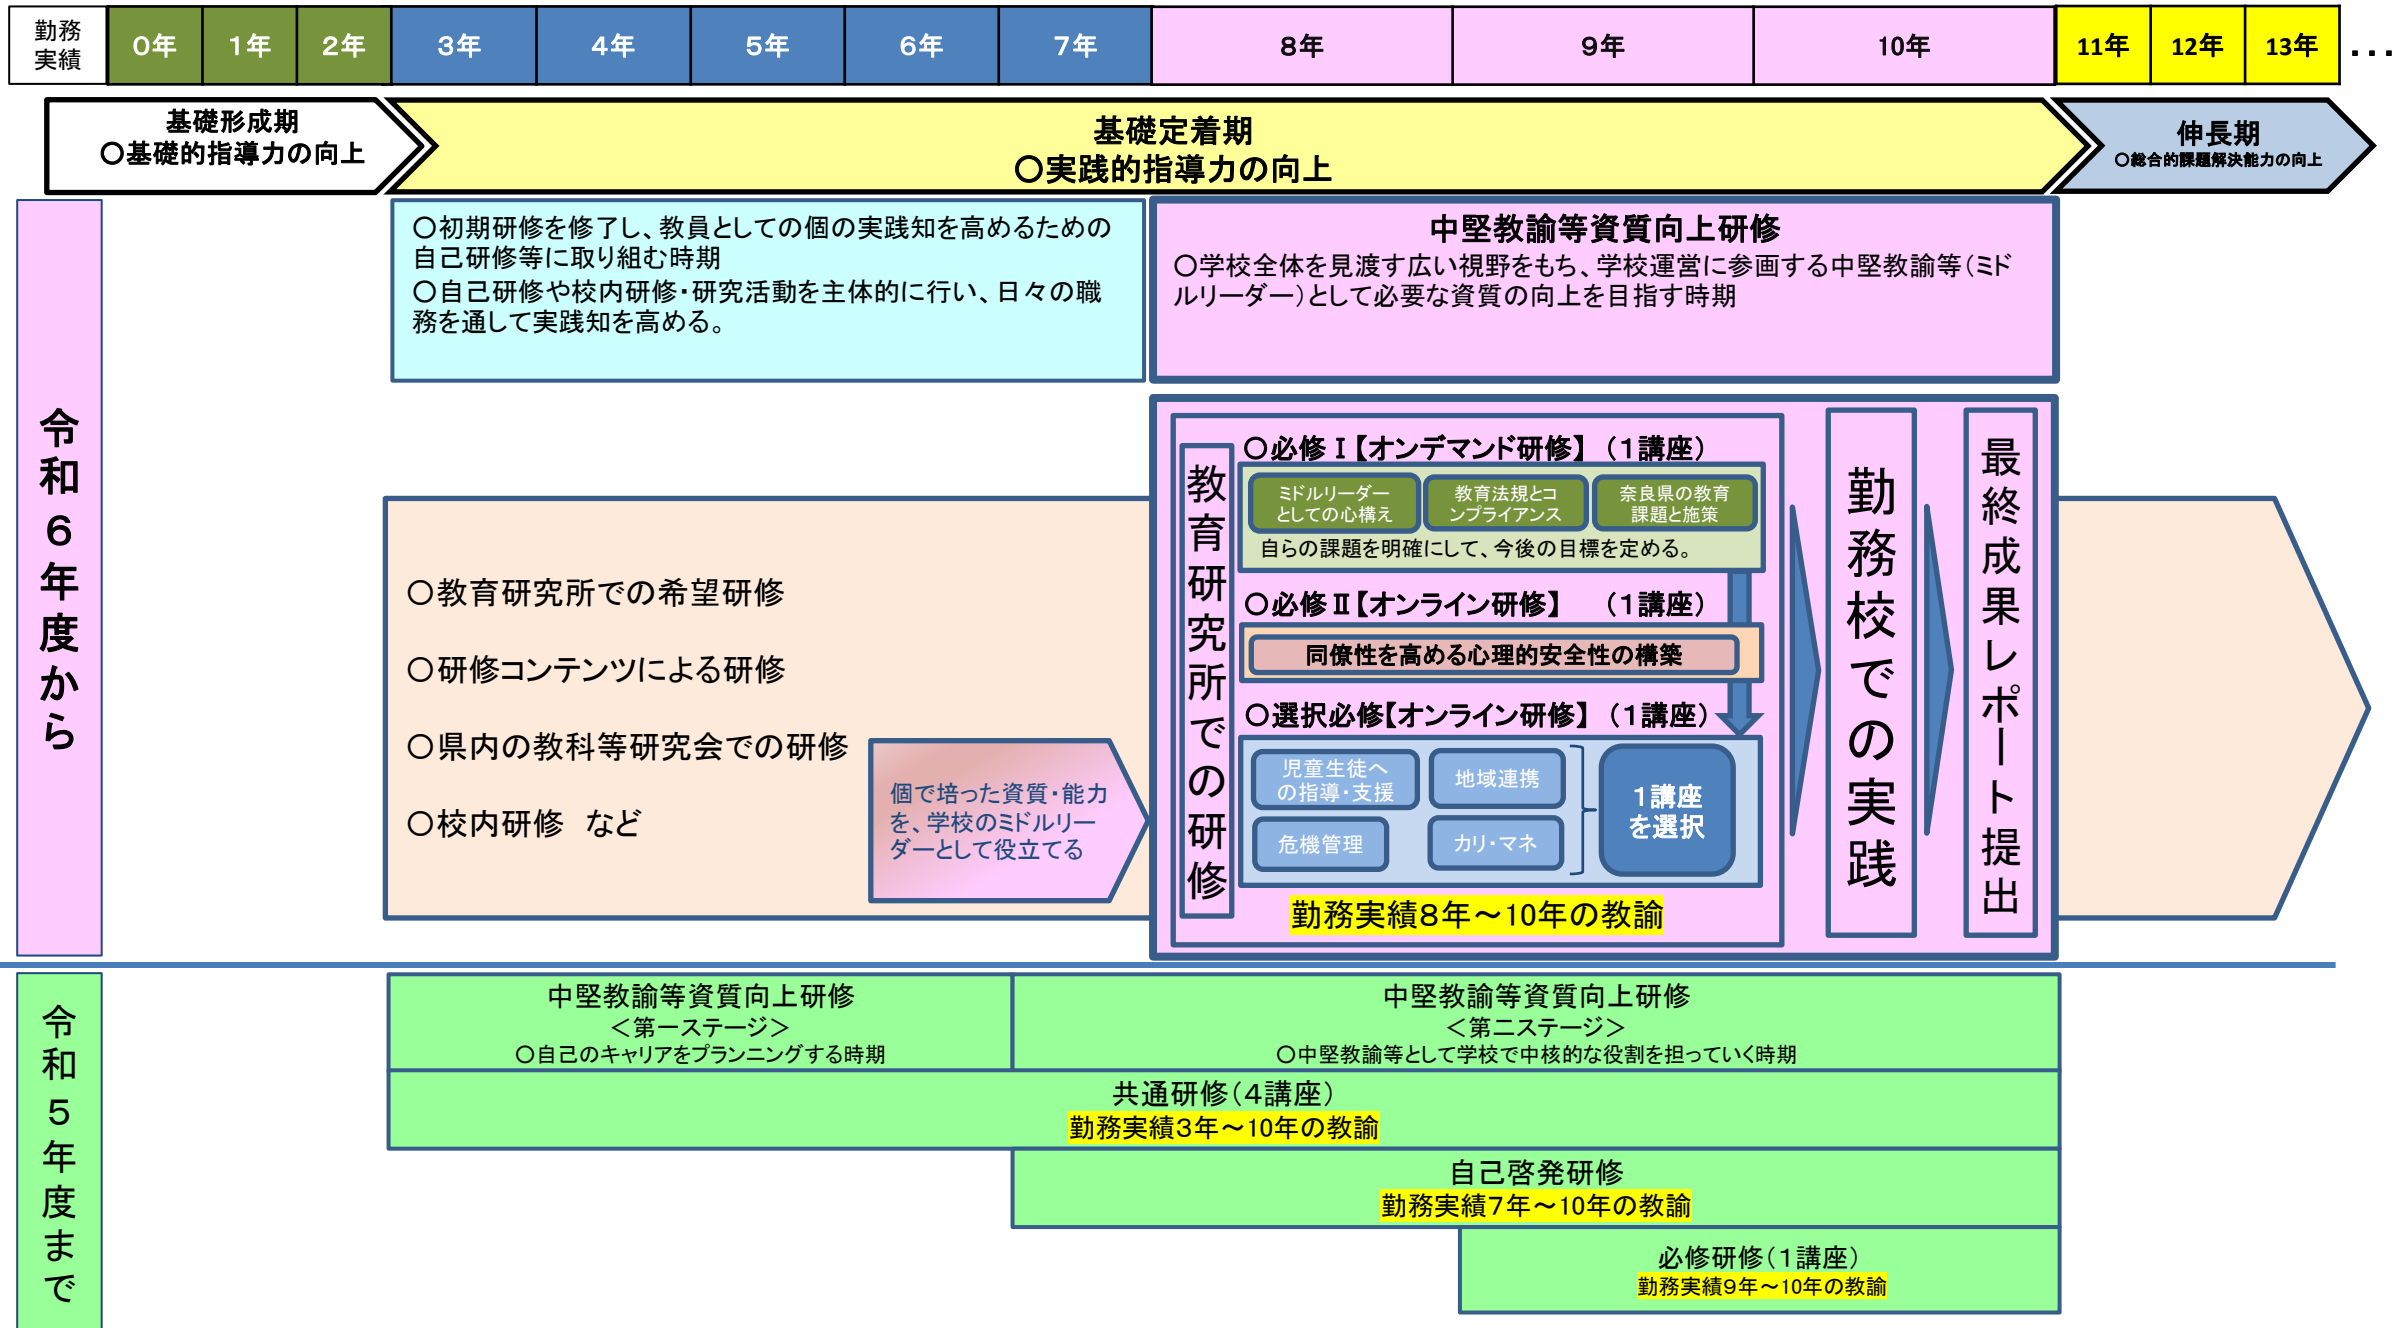 勤務
実績
0年
1年
2年
3年
4年
5年
6年
7年
8年
9年
10年
11年
12年
13年
...
基礎形成期
○基礎的指導力の向上
基礎定着期
○実践的指導力の向上
伸長期
○総合的課題解決能力の向上
令和６年度から
○初期研修を修了し、教員としての個の実践知を高めるための
自己研修等に取り組む時期
○自己研修や校内研修・研究活動を主体的に行い、日々の職
務を通して実践知を高める。
中堅教諭等資質向上研修
○学校全体を見渡す広い視野をもち、学校運営に参画する中堅教諭等（ミド
ルリーダー）として必要な資質の向上を目指す時期
○教育研究所での希望研修
○研修コンテンツによる研修
○県内の教科等研究会での研修
○校内研修　など
個で培った資質・能力
を、学校のミドルリー
ダーとして役立てる
教育研究所での研修
○必修Ⅰ【オンデマンド研修】（１講座）
ミドルリーダー
としての心構え
教育法規とコ
ンプライアンス
奈良県の教育
課題と施策
自らの課題を明確にして、今後の目標を定める。
○必修Ⅱ【オンライン研修】　（１講座）
同僚性を高める心理的安全性の構築
○選択必修【オンライン研修】（１講座）
児童生徒へ
の指導・支援
地域連携
危機管理
カリ・マネ
１講座
を選択
勤務実績８年～10年の教諭
勤務校での実践
最終成果レポート提出
令和５年度まで
中堅教諭等資質向上研修
＜第一ステージ＞
○自己のキャリアをプランニングする時期
中堅教諭等資質向上研修
＜第二ステージ＞
○中堅教諭等として学校で中核的な役割を担っていく時期
共通研修（４講座）
勤務実績３年～10年の教諭
自己啓発研修
勤務実績７年～10年の教諭
必修研修（１講座）
勤務実績９年～10年の教諭